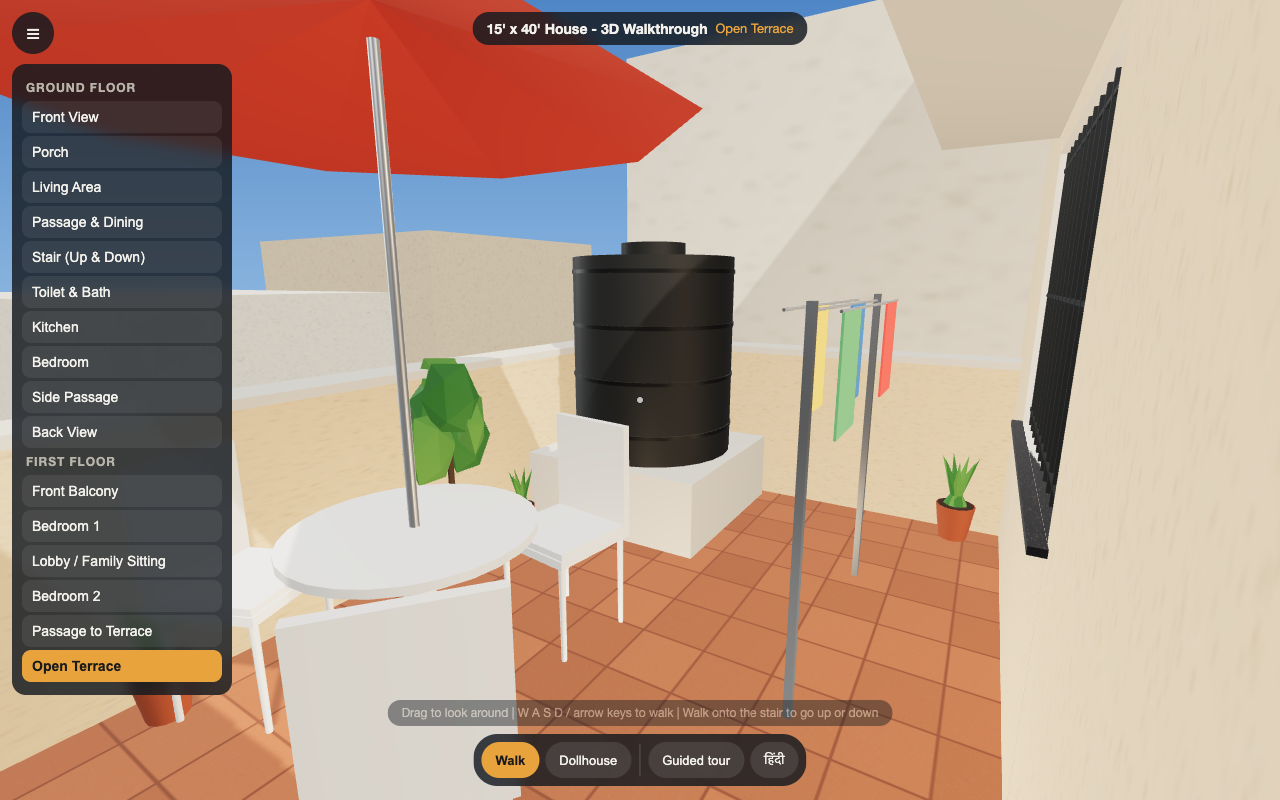 15' x 40' House - 3D Walkthrough Open Terrace
GROUND FLOOR
Front View
Porch
Living Area
Passage & Dining
Stair (Up & Down)
Toilet & Bath
Kitchen
Bedroom
Side Passage
Back View
FIRST FLOOR
Front Balcony
Bedroom 1
Lobby / Family Sitting
Bedroom 2
Passage to Terrace
Open Terrace
Drag to look around | W A S D / arrow keys to walk | Walk onto the stair to go up or down
Walk Dollhouse Guided tour हिंदी